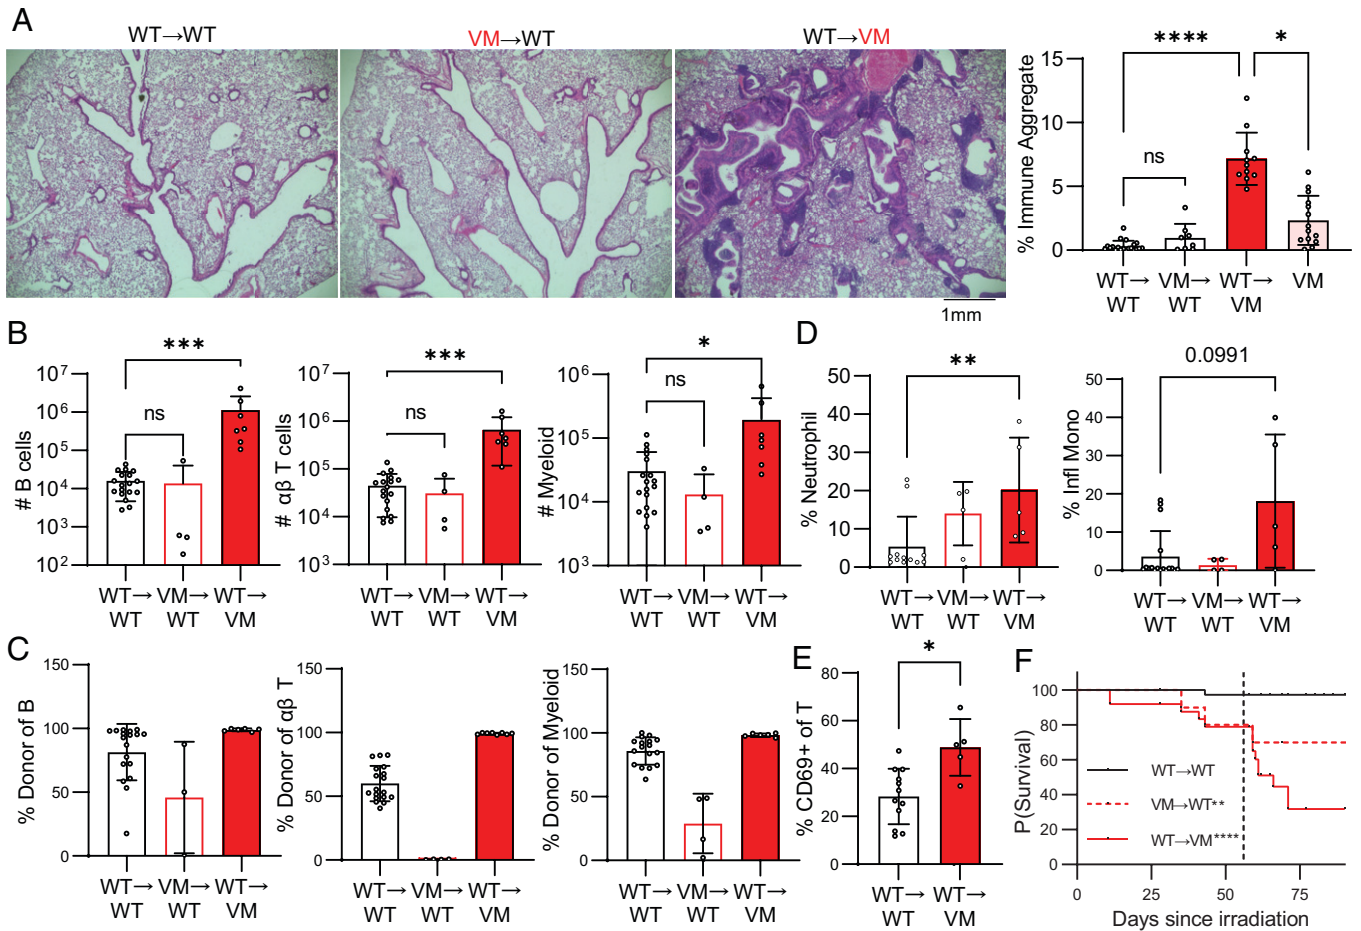 A
WT→WT
VM→WT
WT→VM
1mm
% Immune Aggregate
15
10
5
0
ns
****
*
WT→ VM→ WT→ VM
WT WT VM
B
# B cells
10⁷
10⁶
10⁵
10⁴
10³
10²
ns
***
WT→ VM→ WT→
WT WT VM
# αβ T cells
10⁷
10⁶
10⁵
10⁴
10³
ns
***
WT→ VM→ WT→
WT WT VM
# Myeloid
10⁶
10⁵
10⁴
10³
ns
*
WT→ VM→ WT→
WT WT VM
D
% Neutrophil
50
40
30
20
10
0
**
WT→ VM→ WT→
WT WT VM
% Infl Mono
50
40
30
20
10
0
0.0991
WT→ VM→ WT→
WT WT VM
C
% Donor of B
150
100
50
0
WT→ VM→ WT→
WT WT VM
% Donor of αβ T
150
100
50
0
WT→ VM→ WT→
WT WT VM
% Donor of Myeloid
150
100
50
0
WT→ VM→ WT→
WT WT VM
E
% CD69+ of T
80
60
40
20
0
*
WT→ WT→
WT VM
F
P(Survival)
100
80
60
40
20
0
WT→WT
VM→WT**
WT→VM****
0 25 50 75
Days since irradiation